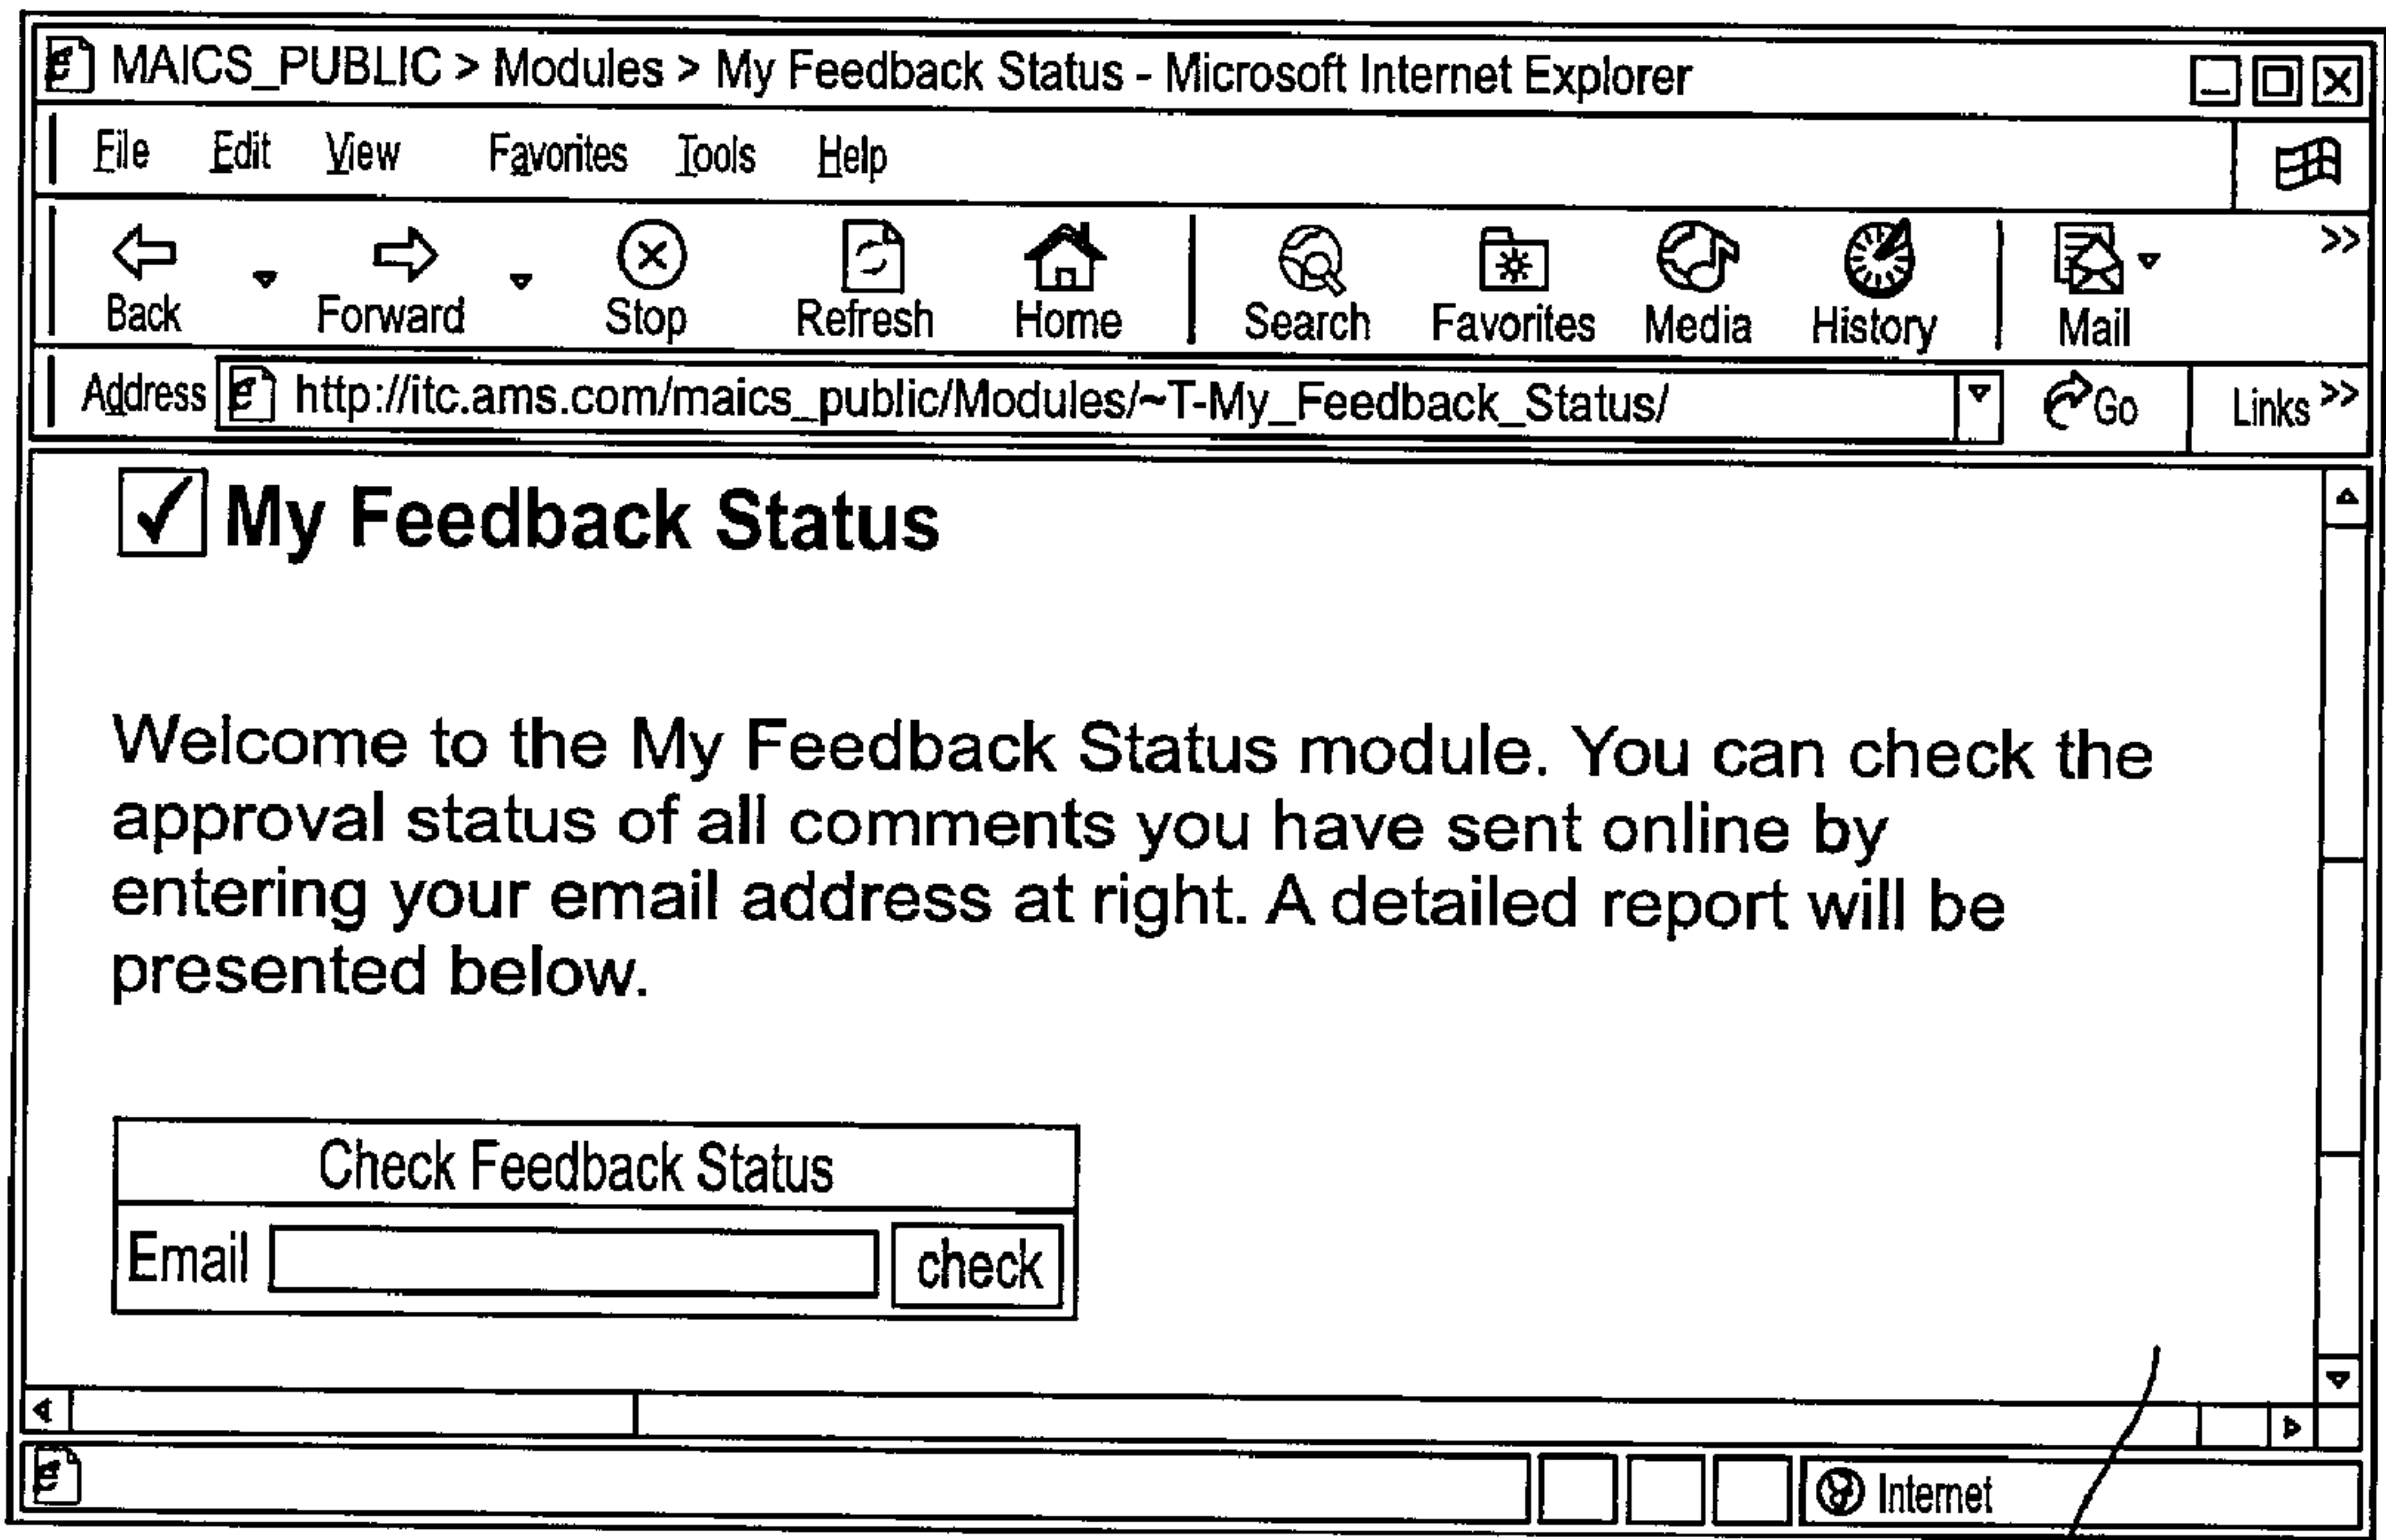 MAICS_PUBLIC > Modules > My Feedback Status - Microsoft Internet Explorer
File Edit View Favorites Tools Help
Back Forward Stop Refresh Home Search Favorites Media History Mail >>
Address http://itc.ams.com/maics_public/Modules/~T-My_Feedback_Status/ Go Links >>
My Feedback Status
Welcome to the My Feedback Status module. You can check the
approval status of all comments you have sent online by
entering your email address at right. A detailed report will be
presented below.
Check Feedback Status
Email check
Internet